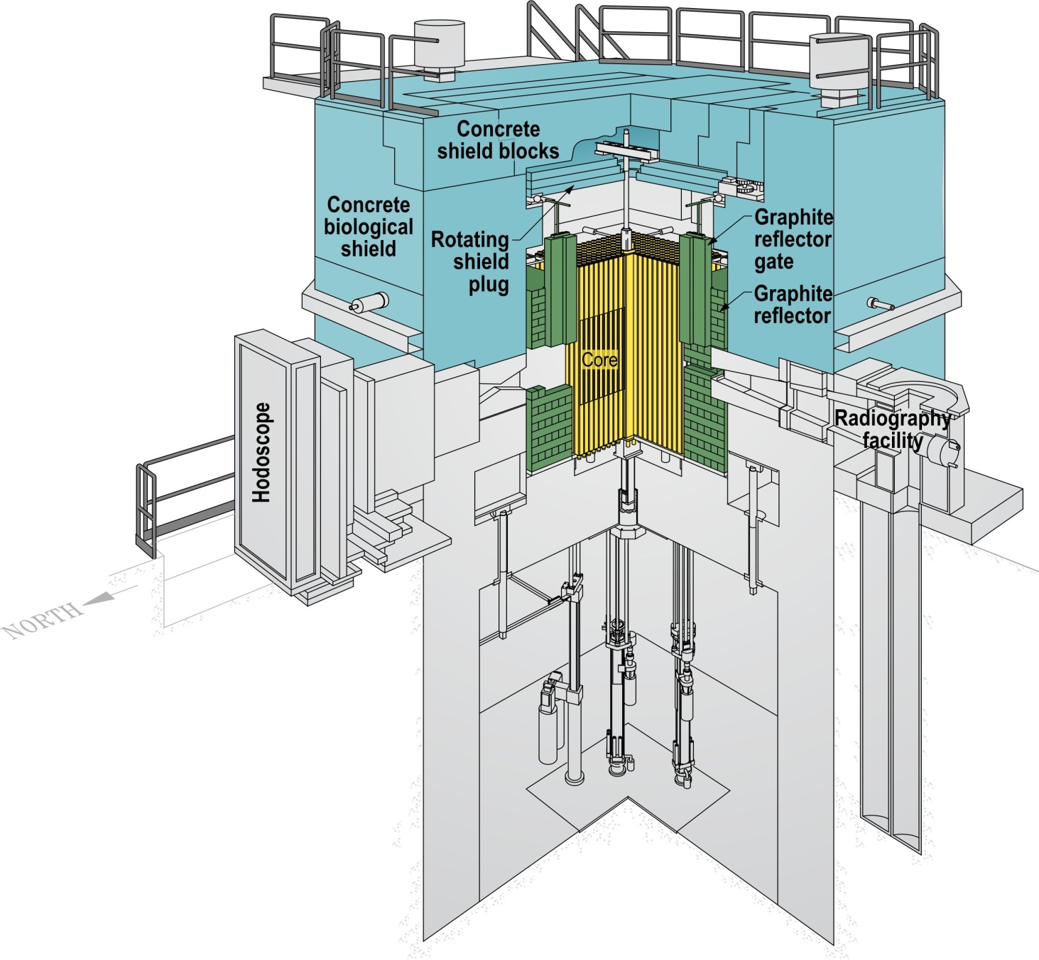 Concrete
shield blocks
Concrete
biological
shield
Rotating
shield
plug
Graphite
reflector
gate
Graphite
reflector
Core
Hodoscope
Radiography
facility
NORTH